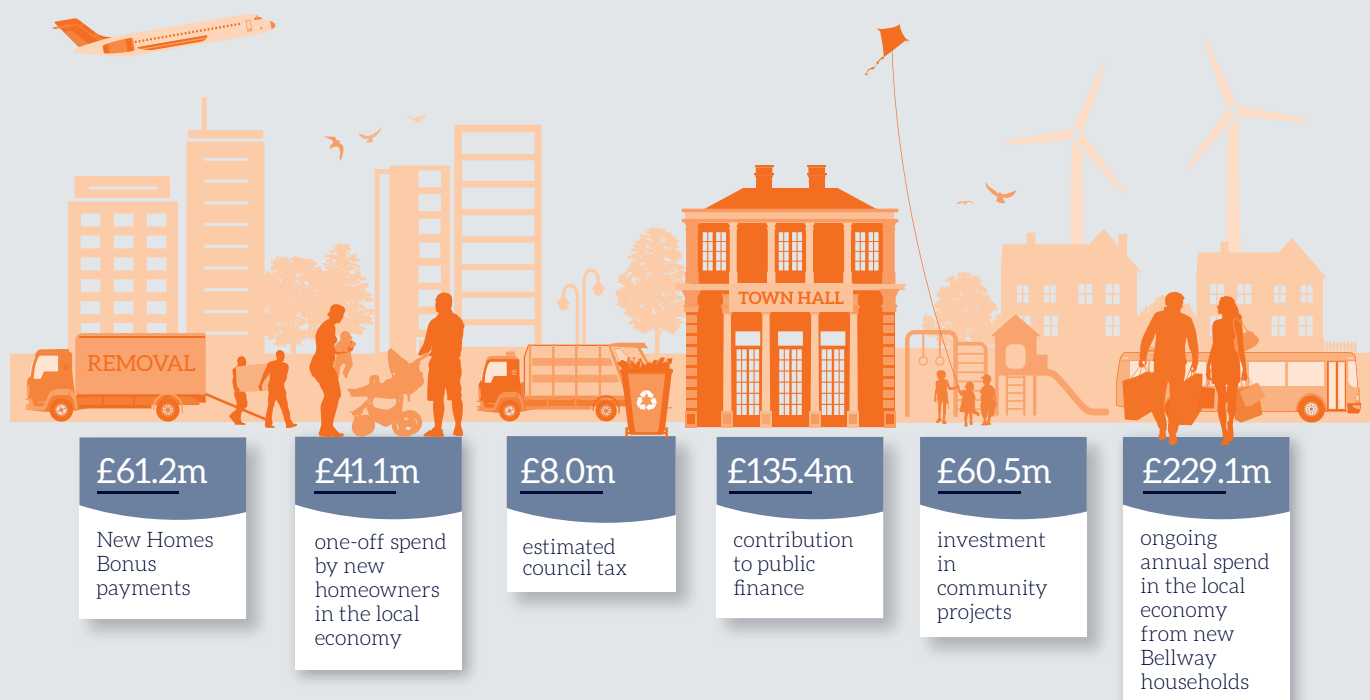 TOWN HALL
REMOVAL
£61.2m
New Homes
Bonus
payments
£41.1m
one-off spend
by new
homeowners
in the local
economy
£8.0m
estimated
council tax
£135.4m
contribution
to public
finance
£60.5m
investment
in
community
projects
£229.1m
ongoing
annual spend
in the local
economy
from new
Bellway
households